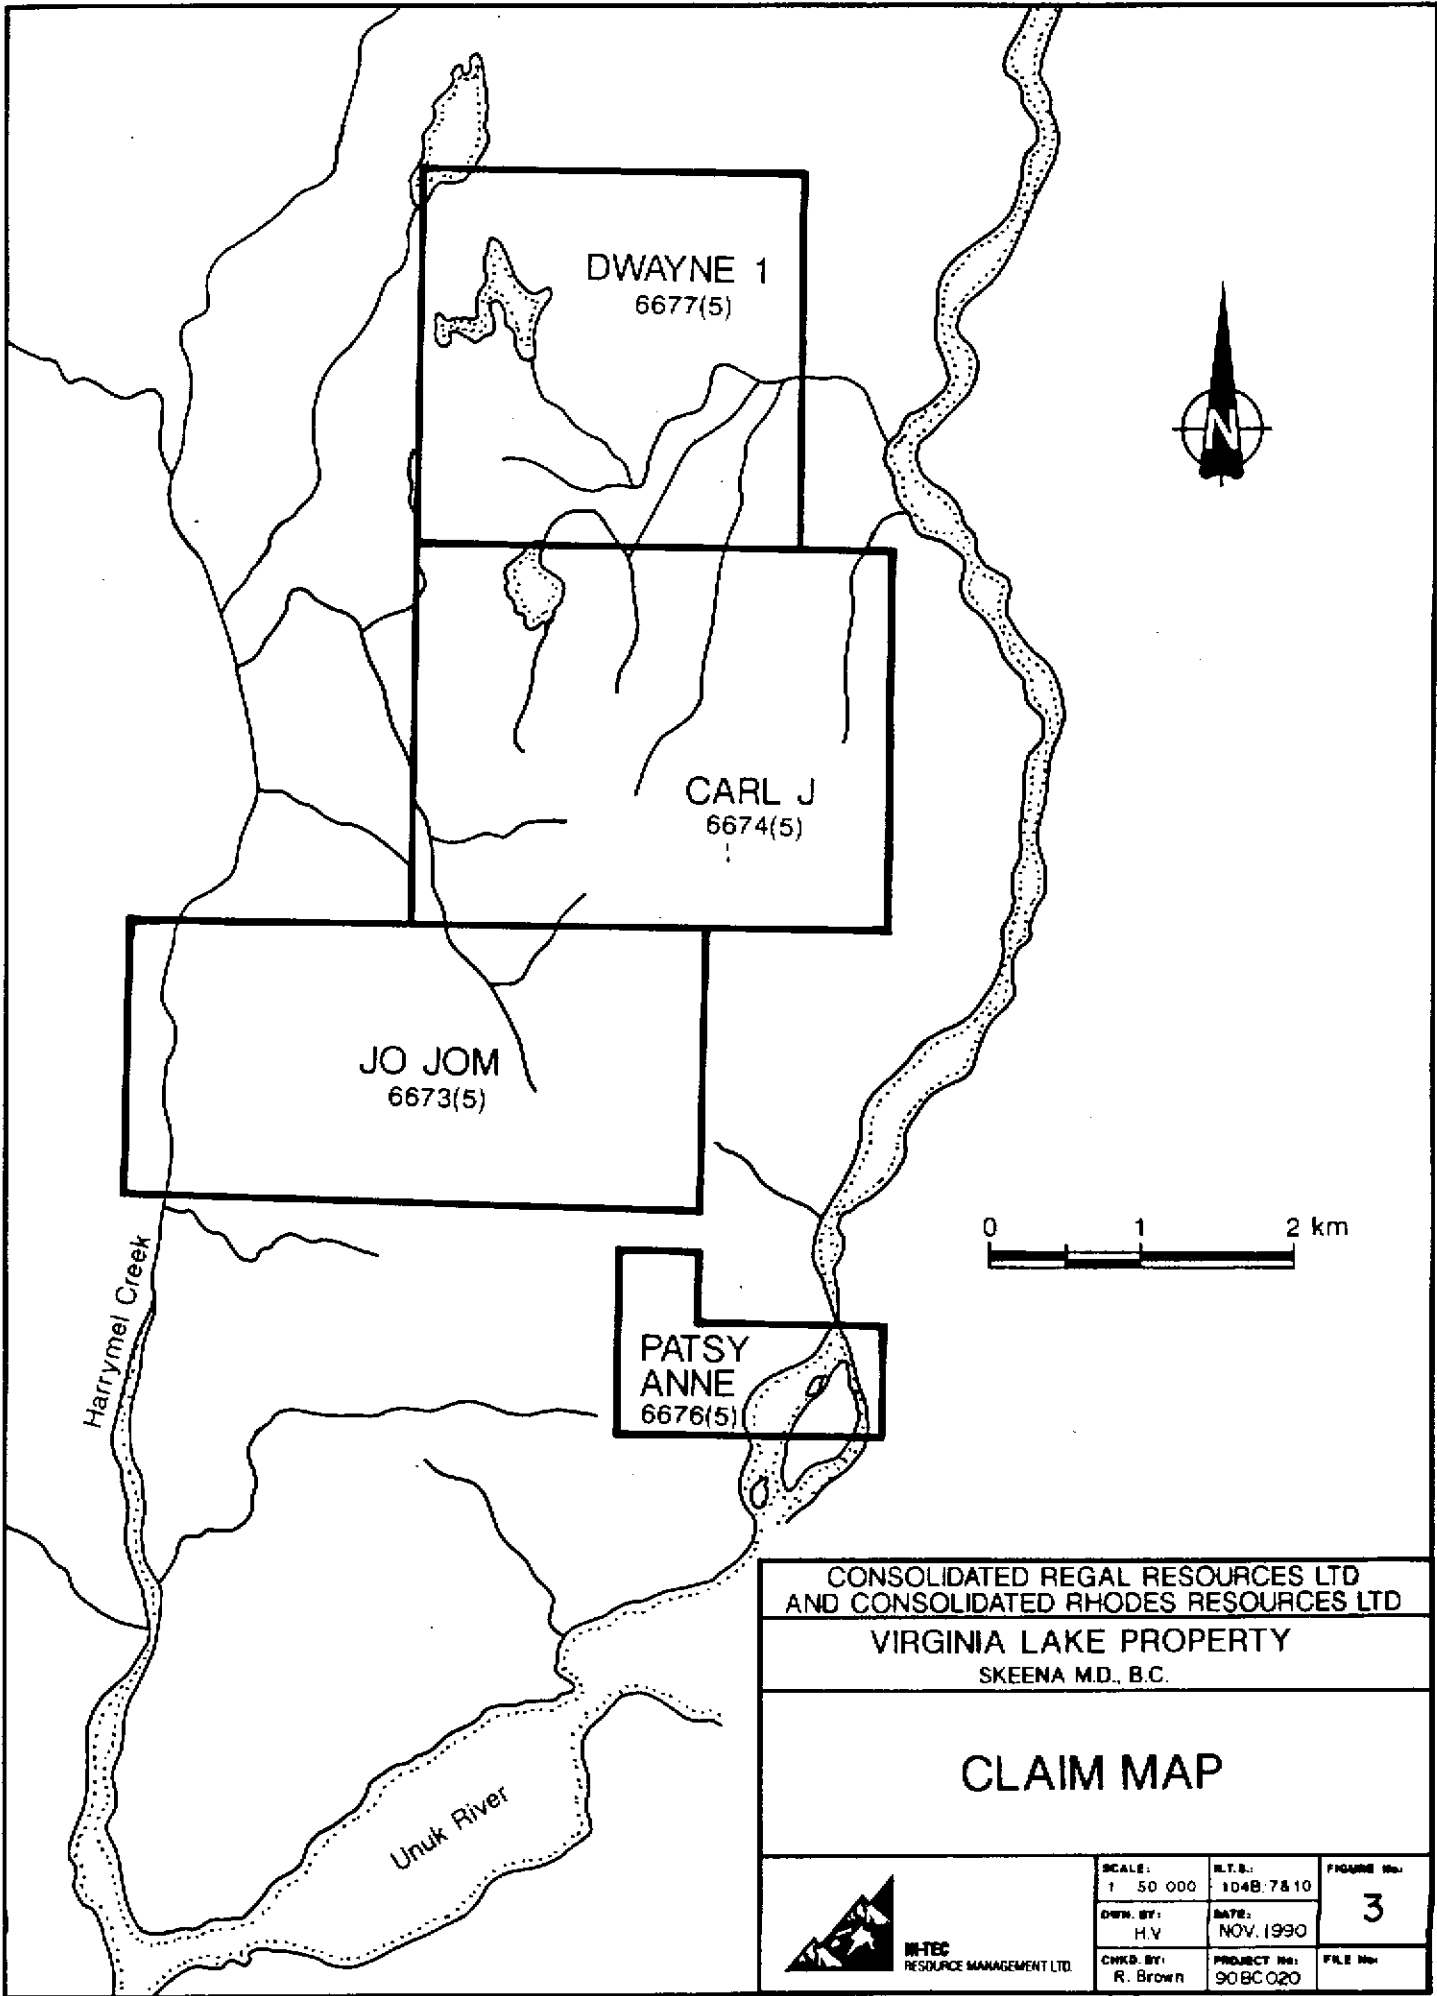 DWAYNE 1
6677(5)
N
CARL J
6674(5)
JO JOM
6673(5)
0 1 2 km
Harrymel Creek
PATSY
ANNE
6676(5)
Unuk River
CONSOLIDATED REGAL RESOURCES LTD
AND CONSOLIDATED RHODES RESOURCES LTD
VIRGINIA LAKE PROPERTY
SKEENA M.D., B.C.
CLAIM MAP
HI-TEC
RESOURCE MANAGEMENT LTD.
SCALE:
1 50 000
N.T.S.:
104B/7&10
FIGURE No:
3
DWN. BY:
H.V
DATE:
NOV. 1990
CHKD. BY:
R. Brown
PROJECT No:
90BC020
FILE No: